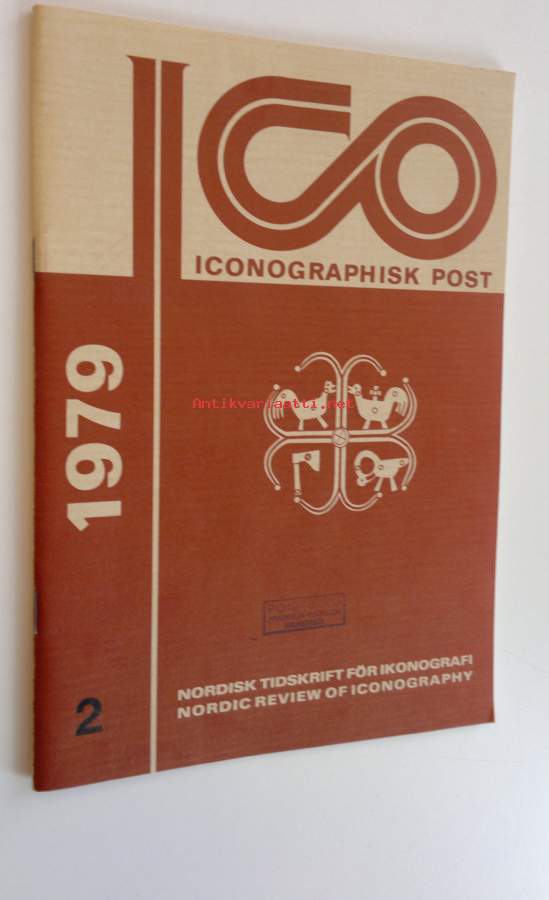 ICO
ICONOGRAPHISK POST
1979
Antikvariaatti.net
NORDISK TIDSKRIFT FÖR IKONOGRAFI
NORDIC REVIEW OF ICONOGRAPHY
2